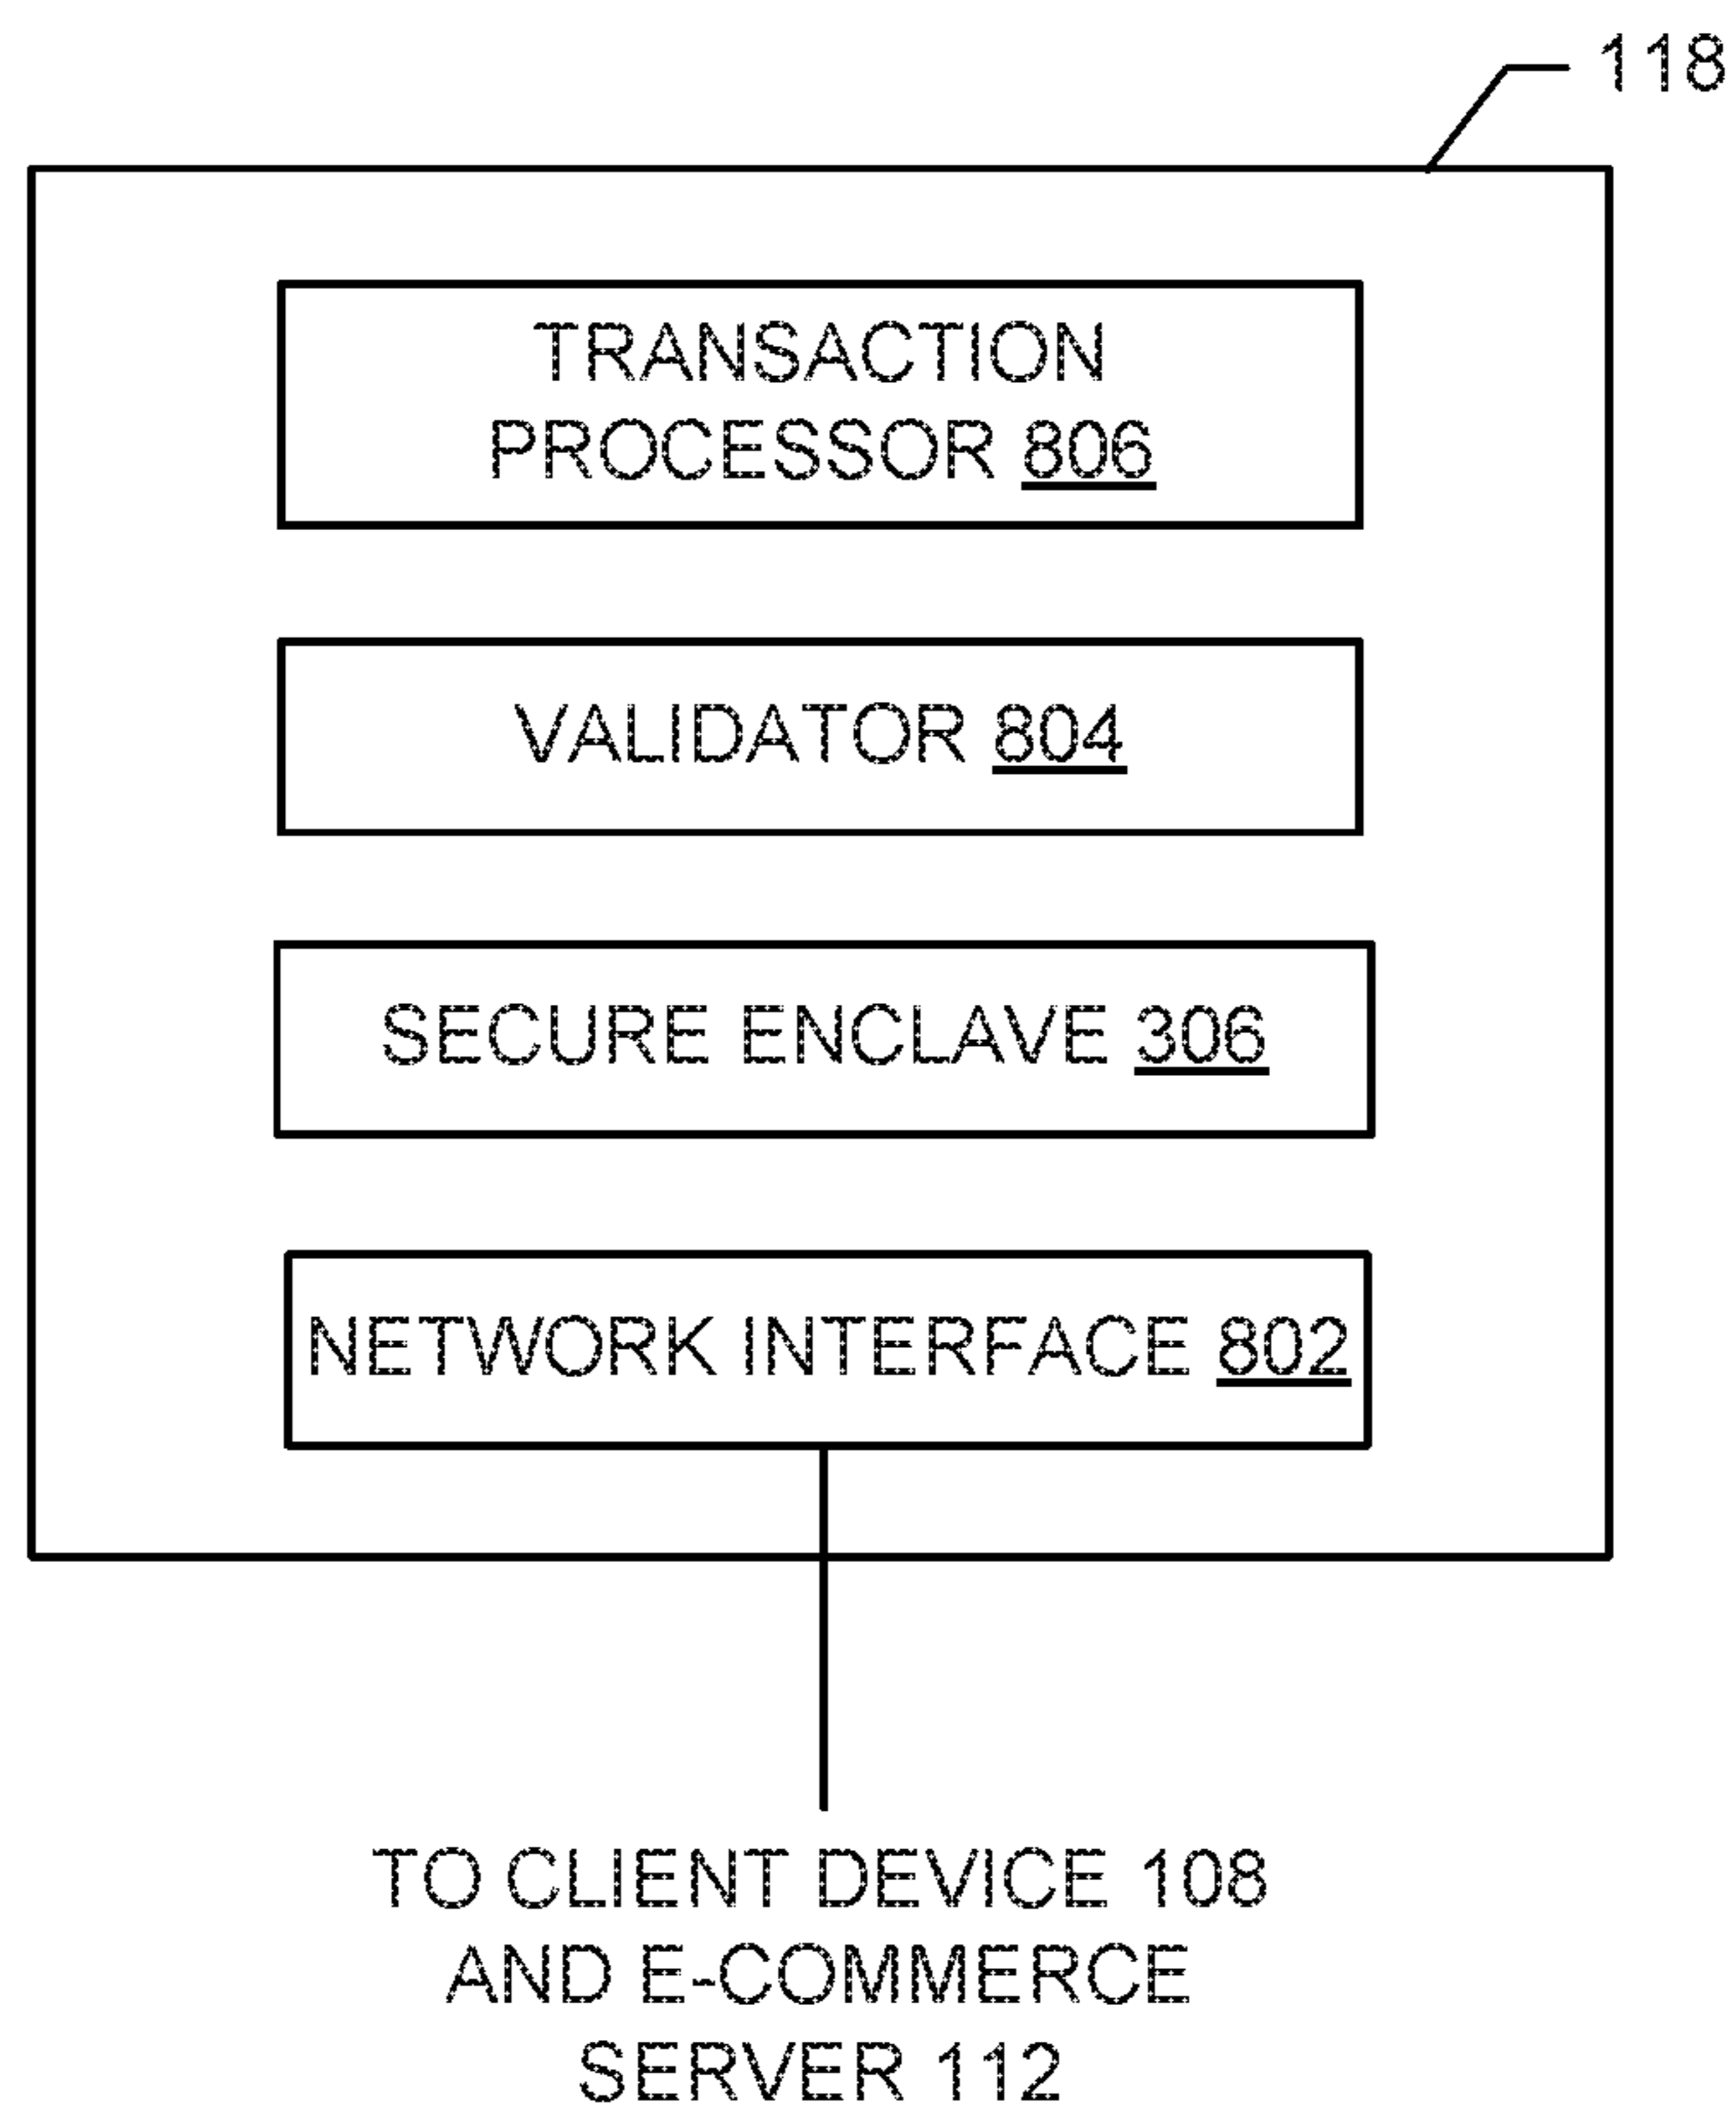 118
TRANSACTION
PROCESSOR 806
VALIDATOR 804
SECURE ENCLAVE 306
NETWORK INTERFACE 802
TO CLIENT DEVICE 108
AND E-COMMERCE
SERVER 112